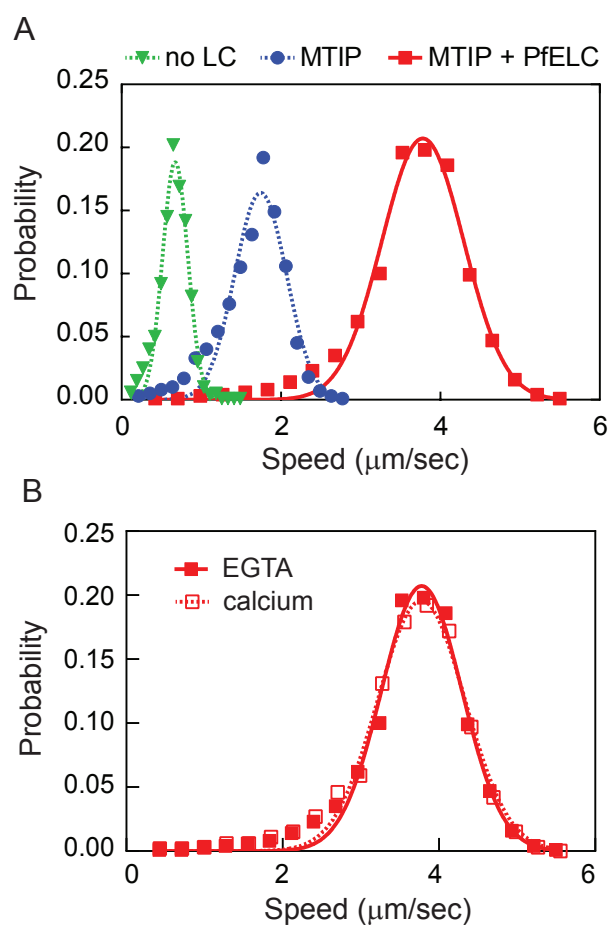 A
no LC MTIP MTIP + PfELC
0.25
0.20
0.15
0.10
0.05
0.00
Probability
0 2 4 6
Speed (μm/sec)
B
EGTA
calcium
0.25
0.20
0.15
0.10
0.05
0.00
Probability
0 2 4 6
Speed (μm/sec)